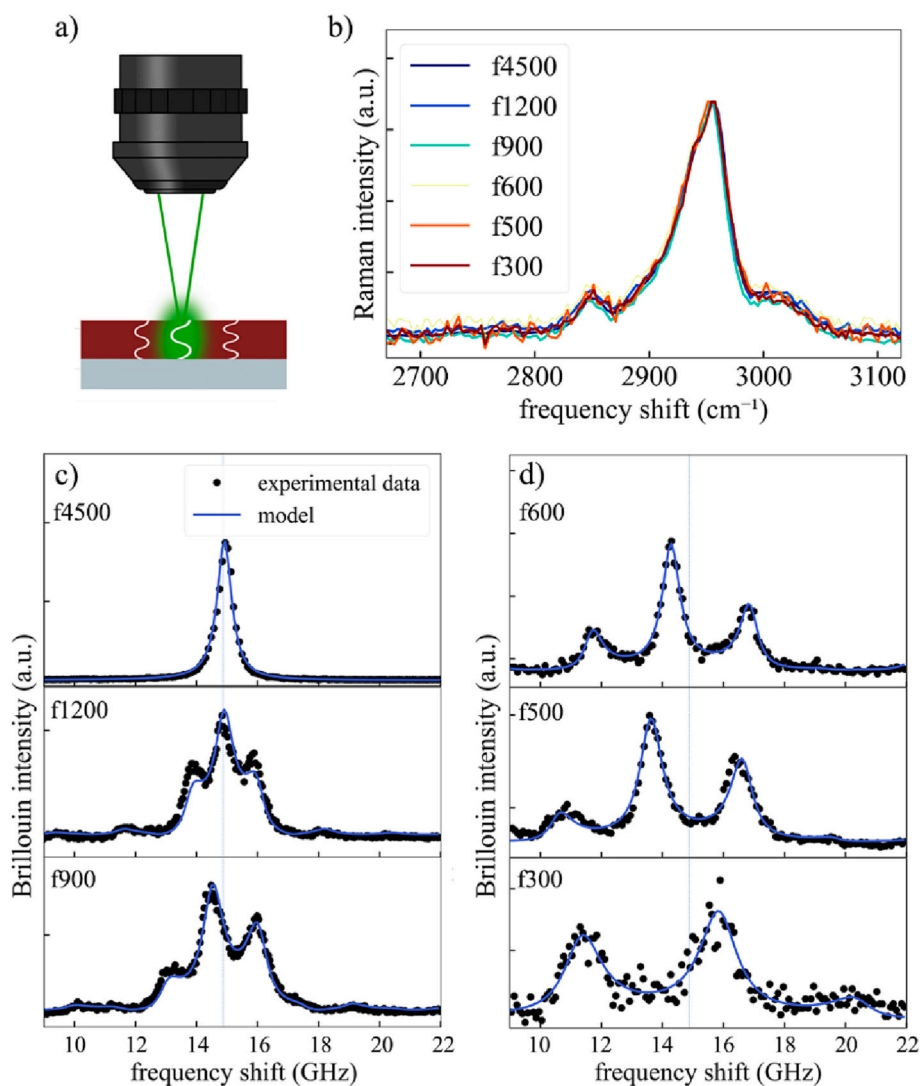 a)
b)
Raman intensity (a.u.)
f4500
f1200
f900
f600
f500
f300
2700 2800 2900 3000 3100
frequency shift (cm⁻¹)
c)
experimental data
model
f4500
f1200
f900
Brillouin intensity (a.u.)
10 12 14 16 18 20 22
frequency shift (GHz)
d)
f600
f500
f300
Brillouin intensity (a.u.)
10 12 14 16 18 20 22
frequency shift (GHz)